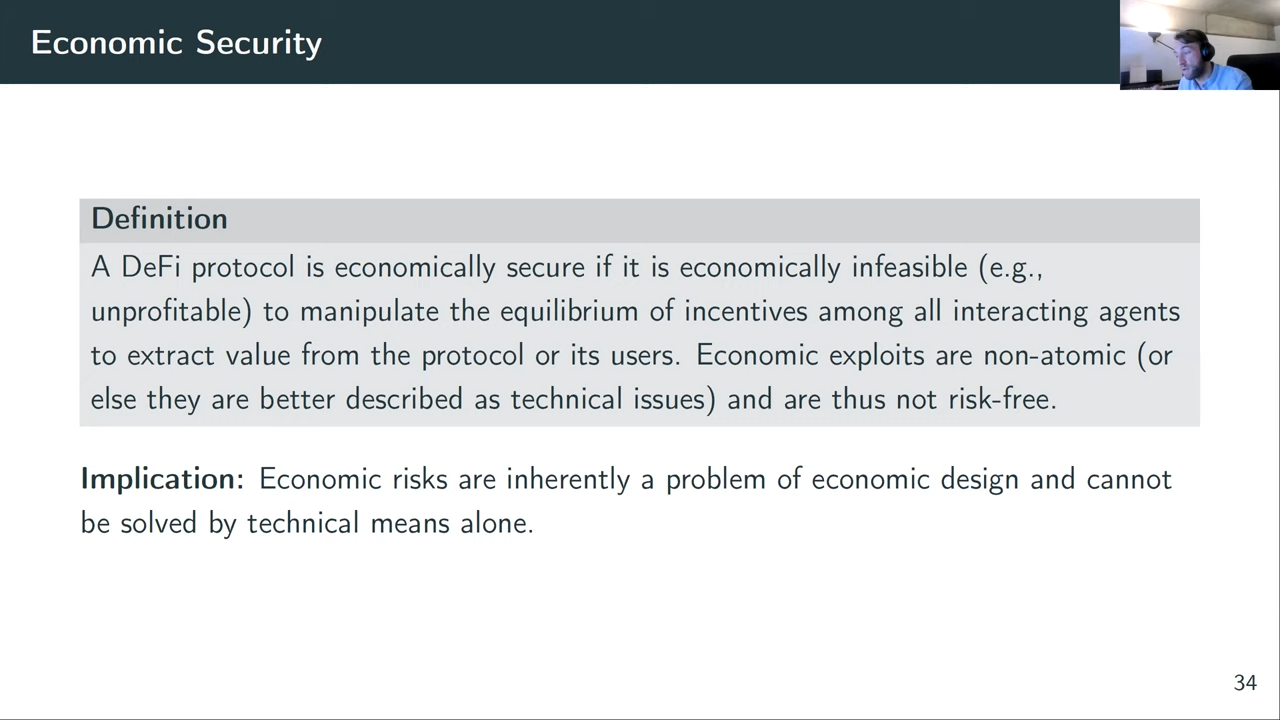 Economic Security
Definition
A DeFi protocol is economically secure if it is economically infeasible (e.g.,
unprofitable) to manipulate the equilibrium of incentives among all interacting agents
to extract value from the protocol or its users. Economic exploits are non-atomic (or
else they are better described as technical issues) and are thus not risk-free.
Implication: Economic risks are inherently a problem of economic design and cannot
be solved by technical means alone.
34